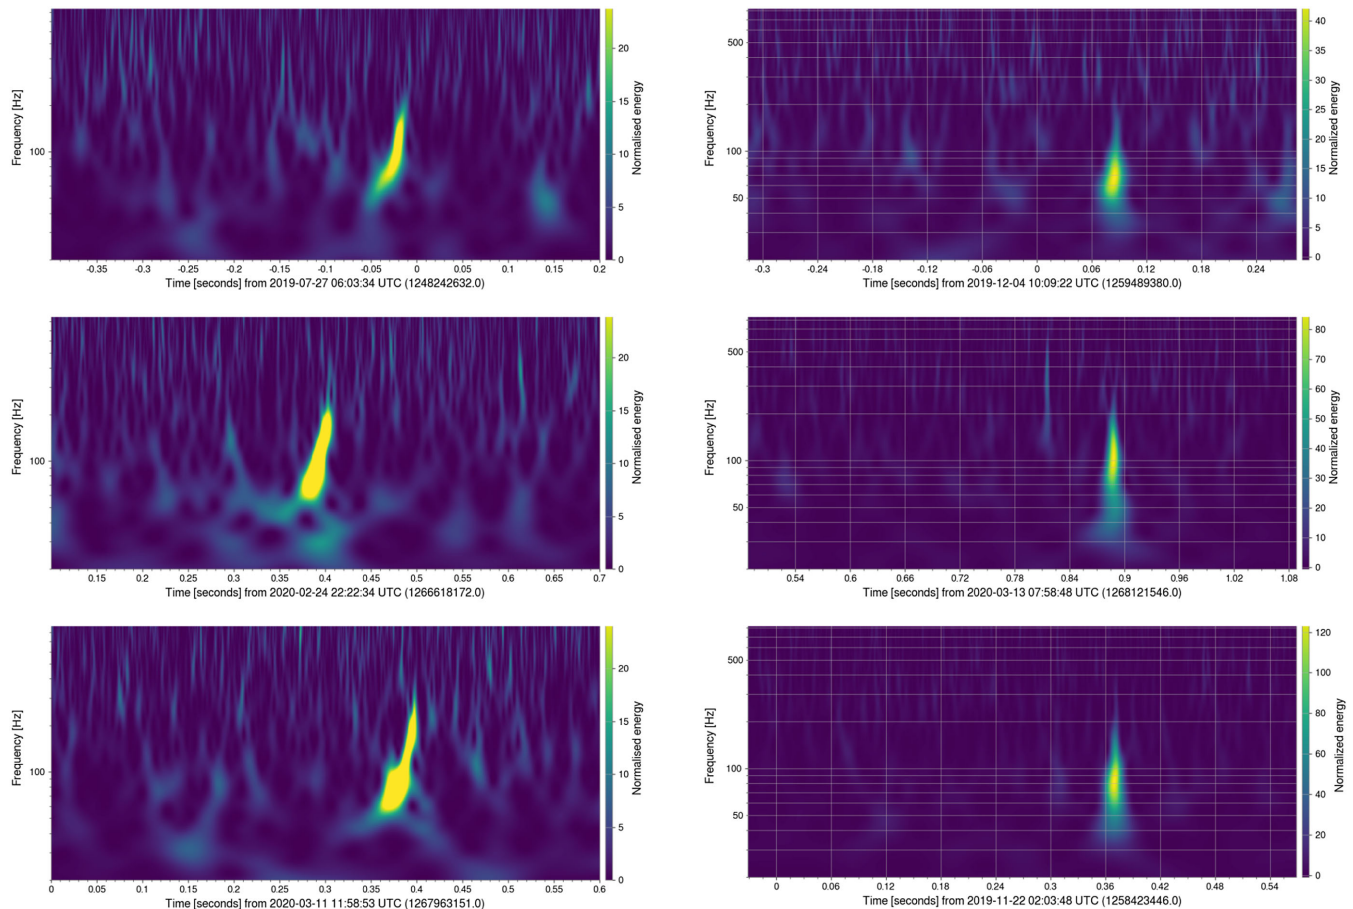 Frequency [Hz]
100
-0.35 -0.3 -0.25 -0.2 -0.15 -0.1 -0.05 0 0.05 0.1 0.15 0.2
Time [seconds] from 2019-07-27 06:03:34 UTC (1248242632.0)
20
15
10
5
0
Normalised energy
Frequency [Hz]
500
100
50
-0.3 -0.24 -0.18 -0.12 -0.06 0 0.06 0.12 0.18 0.24
Time [seconds] from 2019-12-04 10:09:22 UTC (1259489380.0)
40
35
30
25
20
15
10
5
0
Normalized energy
Frequency [Hz]
100
0.15 0.2 0.25 0.3 0.35 0.4 0.45 0.5 0.55 0.6 0.65 0.7
Time [seconds] from 2020-02-24 22:22:34 UTC (1266618172.0)
20
15
10
5
0
Normalised energy
Frequency [Hz]
500
100
50
0.54 0.6 0.66 0.72 0.78 0.84 0.9 0.96 1.02 1.08
Time [seconds] from 2020-03-13 07:58:48 UTC (1268121546.0)
80
70
60
50
40
30
20
10
0
Normalized energy
Frequency [Hz]
100
0 0.05 0.1 0.15 0.2 0.25 0.3 0.35 0.4 0.45 0.5 0.55 0.6
Time [seconds] from 2020-03-11 11:58:53 UTC (1267963151.0)
20
15
10
5
0
Normalised energy
Frequency [Hz]
500
100
50
0 0.06 0.12 0.18 0.24 0.3 0.36 0.42 0.48 0.54
Time [seconds] from 2019-11-22 02:03:48 UTC (1258423446.0)
120
100
80
60
40
20
0
Normalized energy